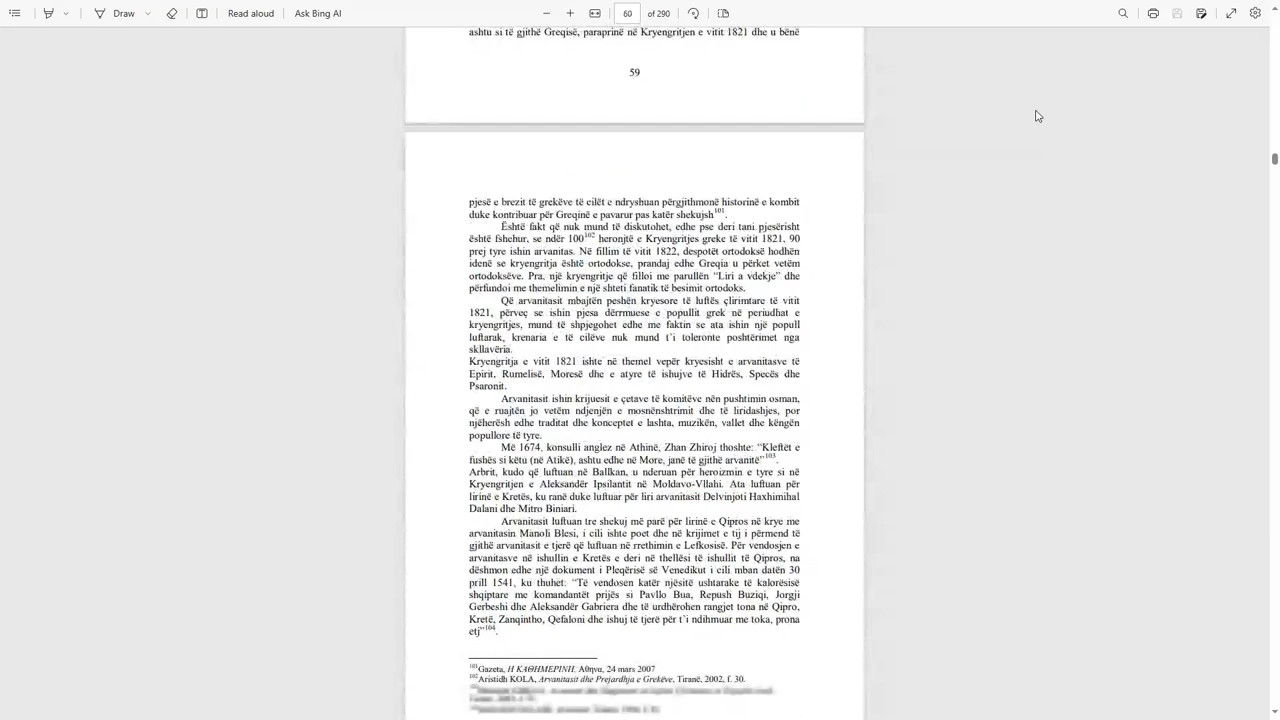 Draw
Read aloud
Ask Bing AI
60 of 290
ashtu si të gjithë Greqisë, paraprinë në Kryengritjen e vitit 1821 dhe u bënë
59
pjesë e brezit të grekëve të cilët e ndryshuan përgjithmonë historinë e kombit
duke kontribuar për Greqinë e pavarur pas katër shekujsh101.
Është fakt që nuk mund të diskutohet, edhe pse deri tani pjesërisht
është fshehur, se ndër 100102 heronjtë e Kryengritjes greke të vitit 1821, 90
prej tyre ishin arvanitas. Në fillim të vitit 1822, despotët ortodoksë hodhën
idenë se kryengritja është ortodokse, prandaj edhe Greqia u përket vetëm
ortodoksëve. Pra, një kryengritje që filloi me parullën “Liri a vdekje” dhe
përfundoi me themelimin e një shteti fanatik të besimit ortodoks.
Që arvanitasit mbajtën peshën kryesore të luftës çlirimtare të vitit
1821, përveç se ishin pjesa dërrmuese e popullit grek në periudhat e
kryengritjes, mund të shpjegohet edhe me faktin se ata ishin një popull
luftarak, krenaria e të cilëve nuk mund t’i toleronte poshtërimet nga
skllavëria.
Kryengritja e vitit 1821 ishte në themel vepër kryesisht e arvanitasve të
Epirit, Rumelisë, Moresë dhe e atyre të ishujve të Hidrës, Specës dhe
Psaronit.
Arvanitasit ishin krijuesit e çetave të komitëve nën pushtimin osman,
që e ruajtën jo vetëm ndjenjën e mosnënshtrimit dhe të liridashjes, por
njëherësh edhe traditat dhe konceptet e lashta, muzikën, vallet dhe këngën
popullore të tyre.
Më 1674, konsulli anglez në Athinë, Zhan Zhiroj thoshte: “Kleftët e
fushës si këtu (në Atikë), ashtu edhe në More, janë të gjithë arvanitë”103.
Arbrit, kudo që luftuan në Ballkan, u nderuan për heroizmin e tyre si në
Kryengritjen e Aleksandër Ipsilantit në Moldavo-Vllahi. Ata luftuan për
lirinë e Kretës, ku ranë duke luftuar për liri arvanitasit Delvinjoti Haxhimihal
Dalani dhe Mitro Biniari.
Arvanitasit luftuan tre shekuj më parë për lirinë e Qipros në krye me
arvanitasin Manoli Blesi, i cili ishte poet dhe në krijimet e tij i përmend të
gjithë arvanitasit e tjerë që luftuan në rrethimin e Lefkosisë. Për vendosjen e
arvanitasve në ishullin e Kretës e deri në thellësi të ishullit të Qipros, na
dëshmon edhe një dokument i Pleqërisë së Venedikut i cili mban datën 30
prill 1541, ku thuhet: “Të vendosen katër njësitë ushtarake të kalorësisë
shqiptare me komandantët prijës si Pavllo Bua, Repush Buziqi, Jorgji
Gerbeshi dhe Aleksandër Gabriera dhe të urdhërohen rangjet tona në Qipro,
Kretë, Zanqintho, Qefaloni dhe ishuj të tjerë për t’i ndihmuar me toka, prona
etj”104.
101Gazeta, Η ΚΑΘΗΜΕΡΙΝΗ, Αθηνα, 24 mars 2007
102Aristidh KOLA, Arvanitasit dhe Prejardhja e Grekëve, Tiranë, 2002, f. 30.